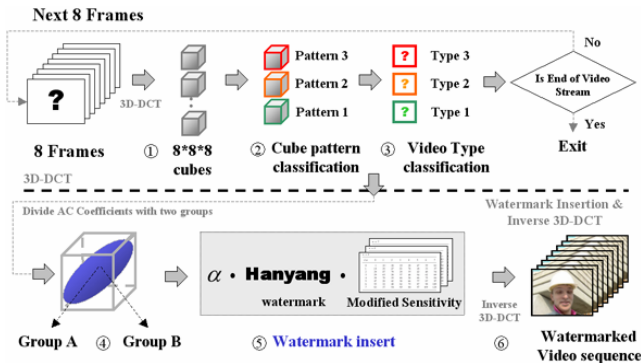 Next 8 Frames
No
?
3D-DCT
Pattern 3
Pattern 2
Pattern 1
? Type 3
? Type 2
? Type 1
Is End of Video
Stream
Yes
Exit
8 Frames
① 8*8*8
cubes
② Cube pattern
classification
③ Video Type
classification
3D-DCT
Divide AC Coefficients with two groups
Watermark Insertion &
Inverse 3D-DCT
α • Hanyang •
watermark
Modified Sensitivity
Inverse
3D-DCT
Group A ④ Group B
⑤ Watermark insert
⑥ Watermarked
Video sequence